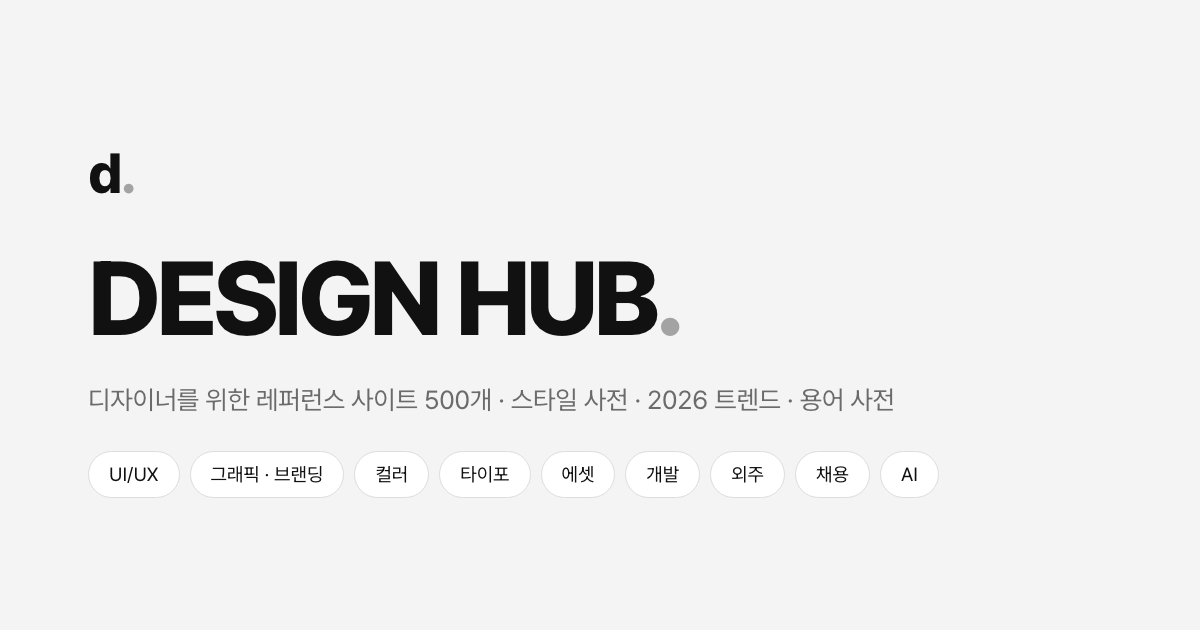 d.
DESIGN HUB.
디자이너를 위한 레퍼런스 사이트 500개 · 스타일 사전 · 2026 트렌드 · 용어 사전
UI/UX 그래픽 · 브랜딩 컬러 타이포 에셋 개발 외주 채용 AI